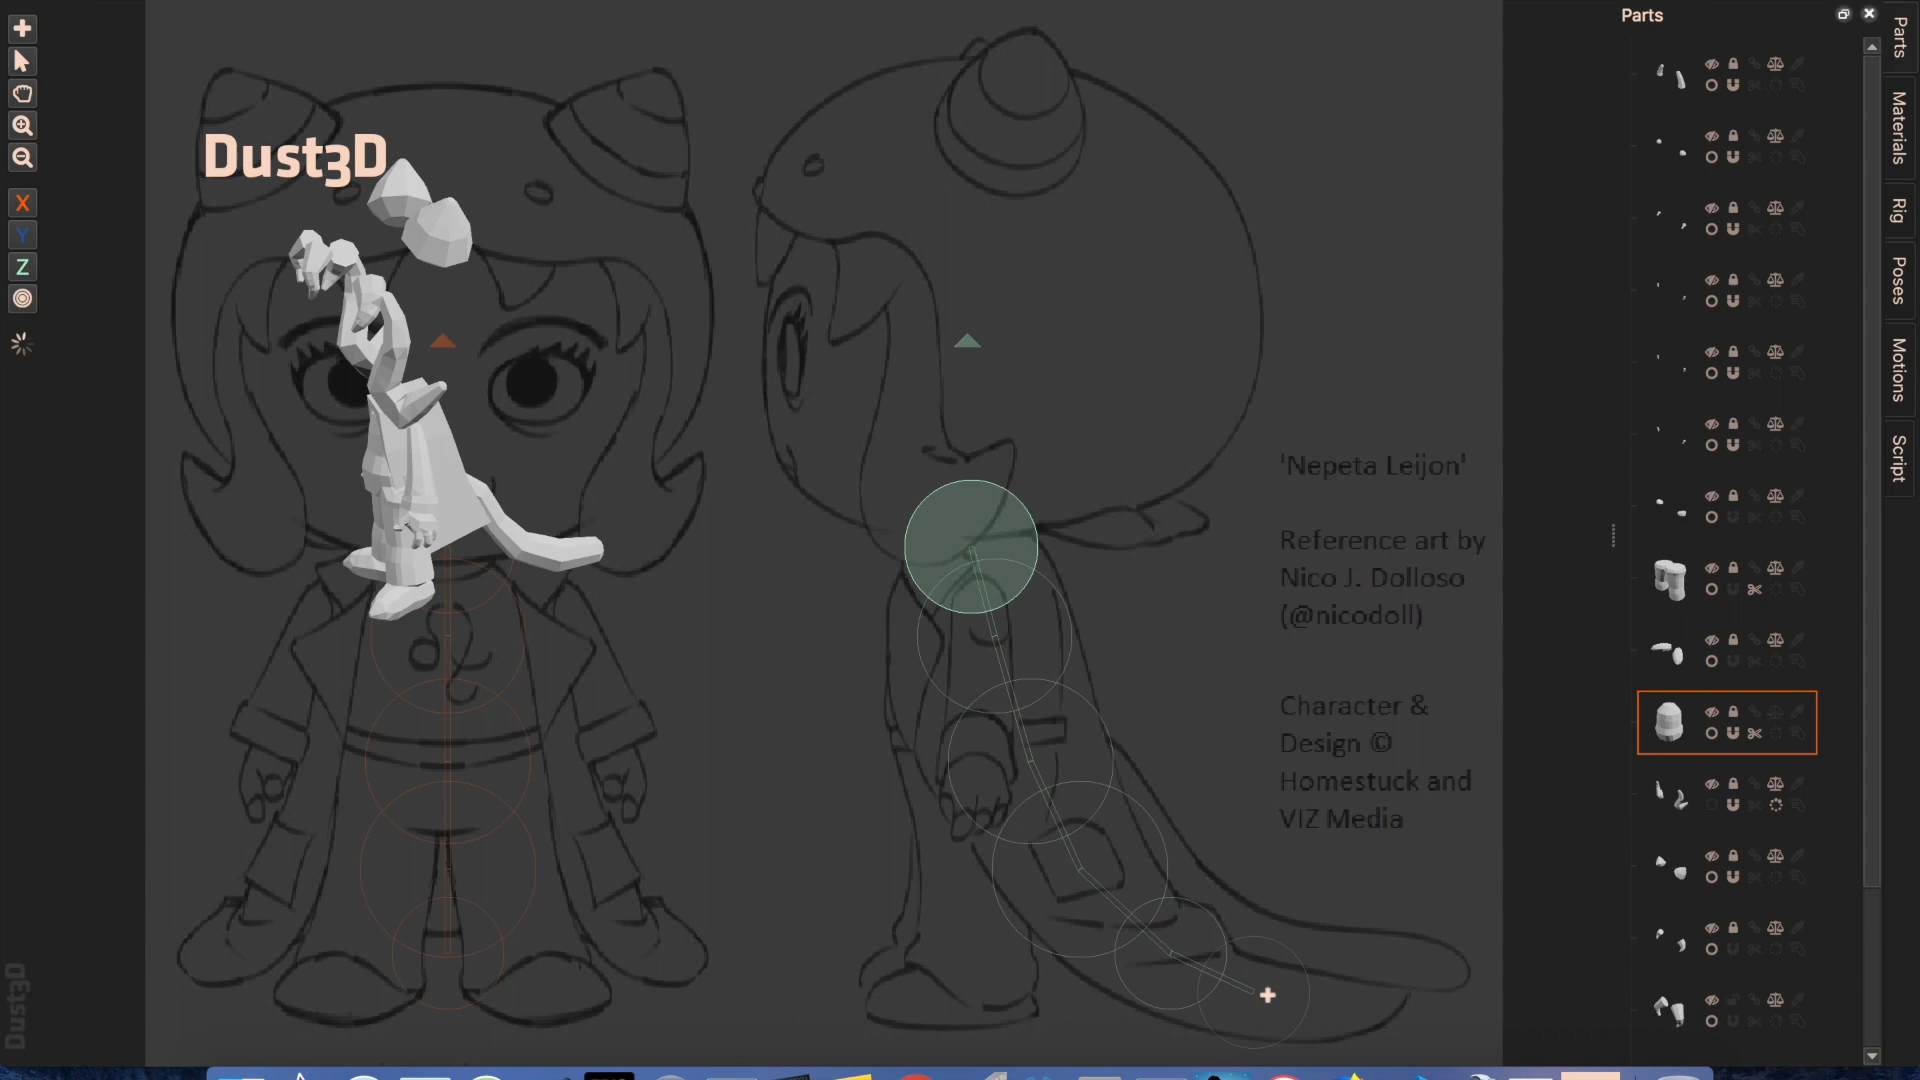 Parts
X
Y
Z
Dust3D
'Nepeta Leijon'
Reference art by
Nico J. Dolloso
(@nicodoll)
Character &
Design ©
Homestuck and
VIZ Media
Parts
Materials
Rig
Poses
Motions
Script
Dust3D